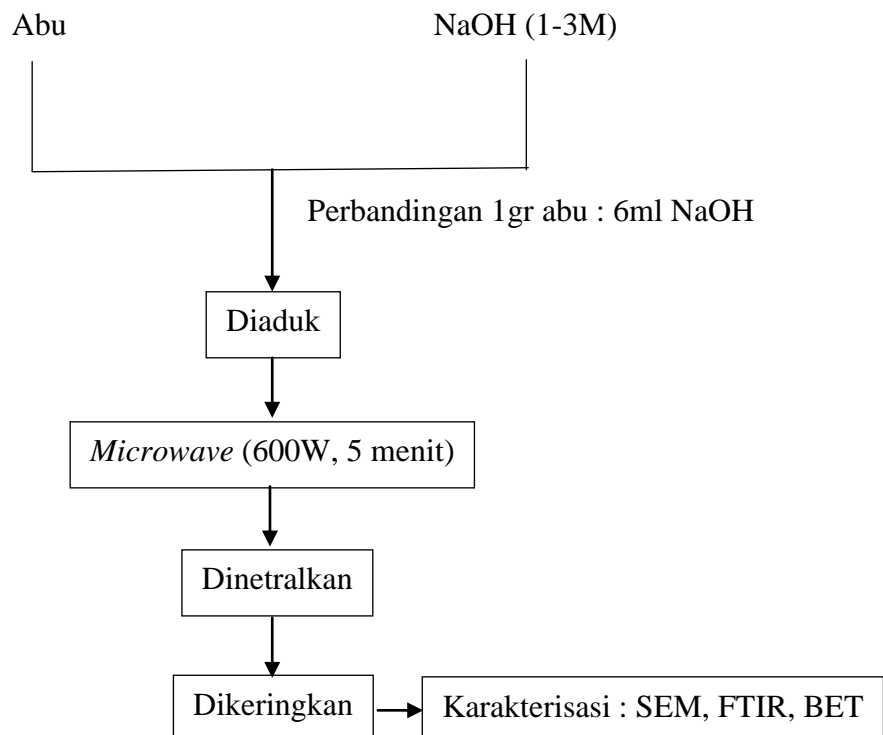 Abu
NaOH (1-3M)
Perbandingan 1gr abu : 6ml NaOH
Diaduk
Microwave (600W, 5 menit)
Dinetralkan
Dikeringkan
Karakterisasi : SEM, FTIR, BET